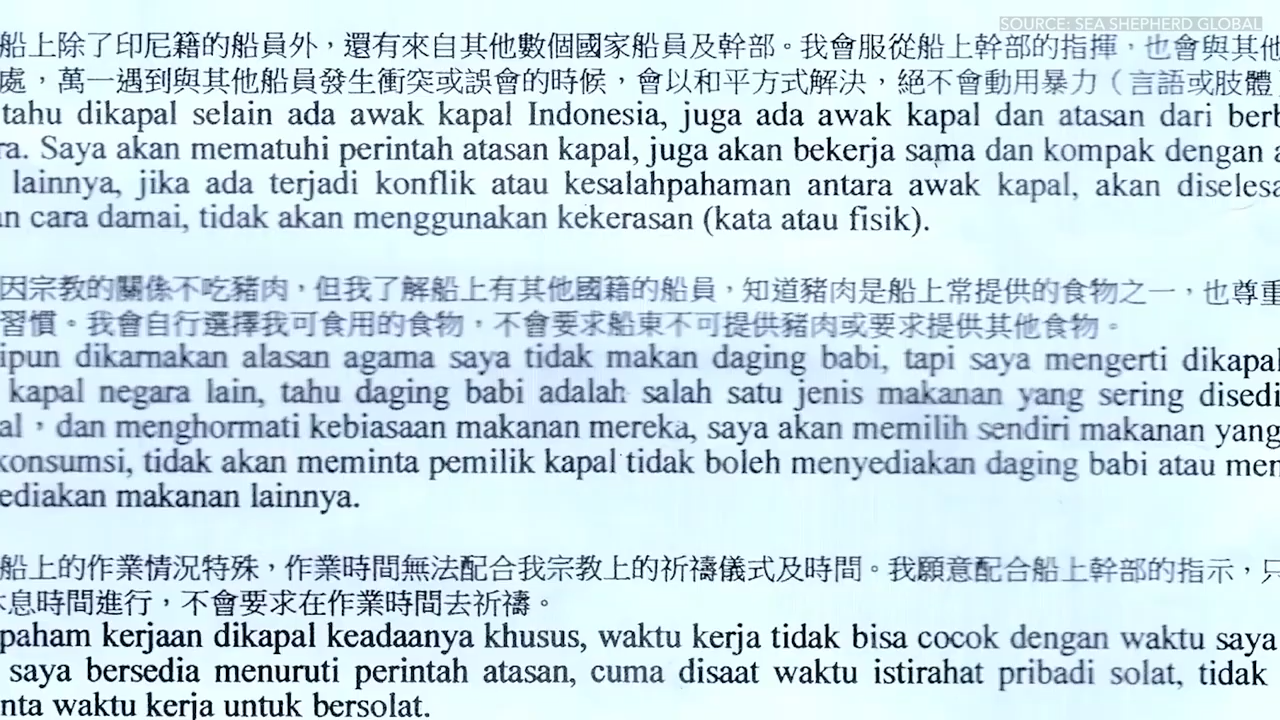 SOURCE: SEA SHEPHERD GLOBAL
船上除了印尼籍的船員外，還有來自其他數個國家船員及幹部。我會服從船上幹部的指揮，也會與其他
處，萬一遇到與其他船員發生衝突或誤會的時候，會以和平方式解決，絕不會動用暴力（言語或肢體
tahu dikapal selain ada awak kapal Indonesia, juga ada awak kapal dan atasan dari berb
ra. Saya akan mematuhi perintah atasan kapal, juga akan bekerja sama dan kompak dengan a
lainnya, jika ada terjadi konflik atau kesalahpahaman antara awak kapal, akan diselesa
an cara damai, tidak akan menggunakan kekerasan (kata atau fisik).
因宗教的關係不吃豬肉，但我了解船上有其他國籍的船員，知道豬肉是船上常提供的食物之一，也尊重
習慣。我會自行選擇我可食用的食物，不會要求船東不可提供豬肉或要求提供其他食物。
ipun dikarnakan alasan agama saya tidak makan daging babi, tapi saya mengerti dikapal
kapal negara lain, tahu daging babi adalah salah satu jenis makanan yang sering disedi
al，dan menghormati kebiasaan makanan mereka, saya akan memilih sendiri makanan yang
konsumsi, tidak akan meminta pemilik kapal tidak boleh menyediakan daging babi atau men
ediakan makanan lainnya.
船上的作業情況特殊，作業時間無法配合我宗教上的祈禱儀式及時間。我願意配合船上幹部的指示，只
息時間進行，不會要求在作業時間去祈禱。
paham kerjaan dikapal keadaanya khusus, waktu kerja tidak bisa cocok dengan waktu saya
saya bersedia menuruti perintah atasan, cuma disaat waktu istirahat pribadi solat, tidak
nta waktu kerja untuk bersolat.